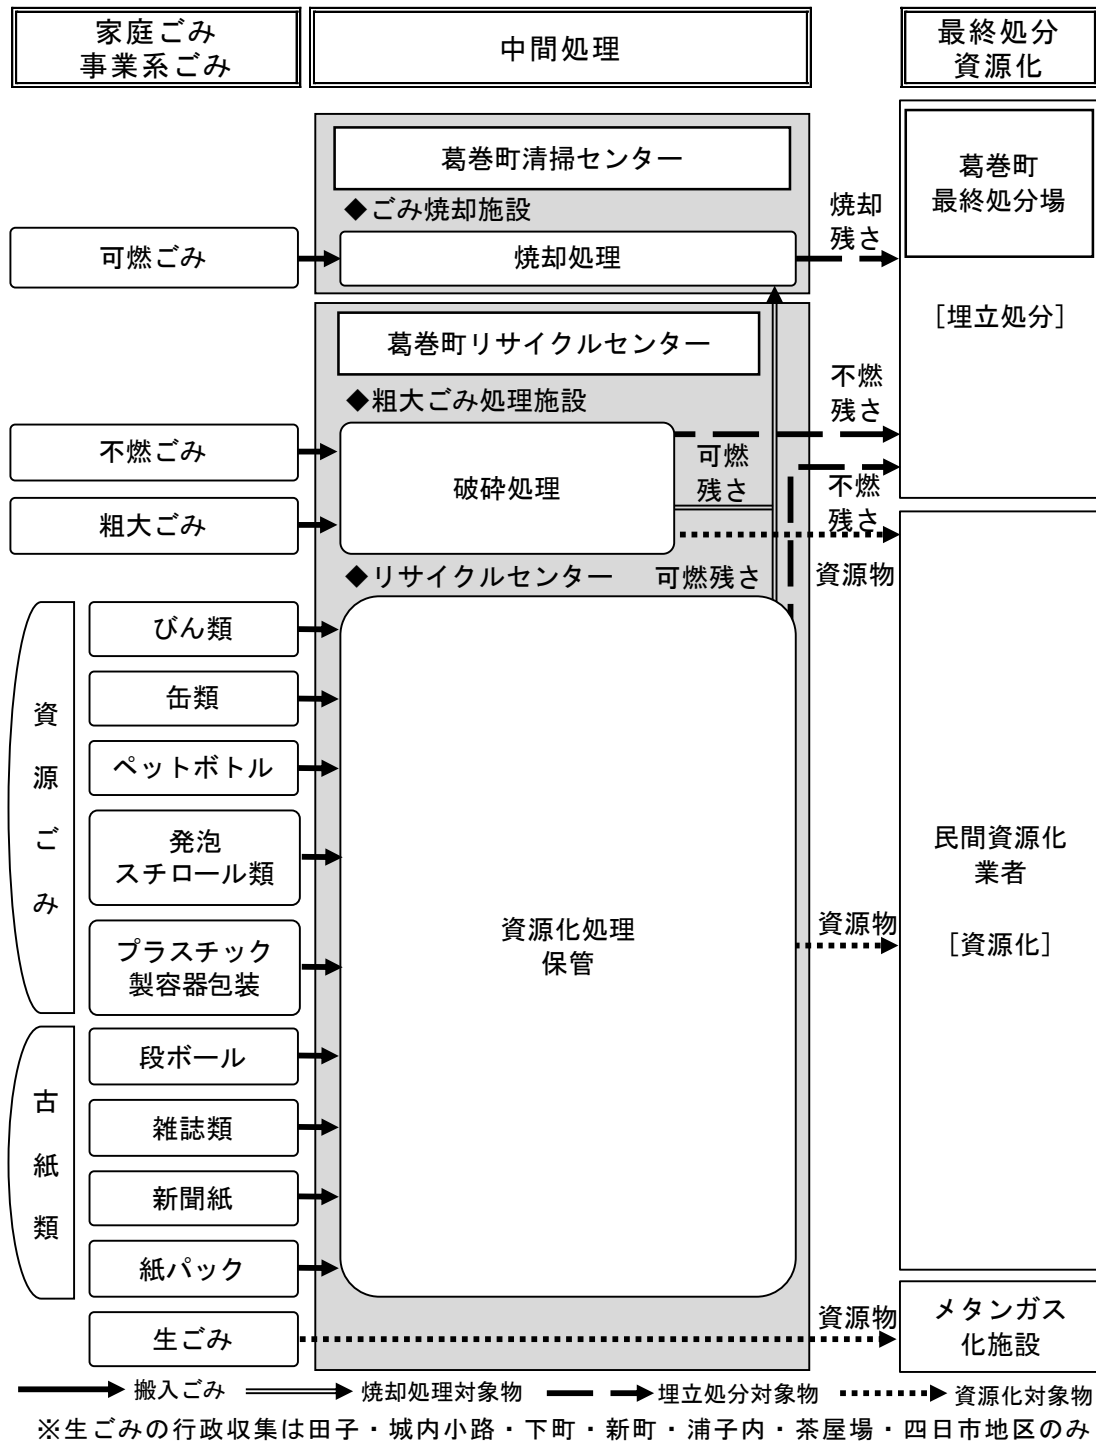 家庭ごみ
事業系ごみ
中間処理
最終処分
資源化
葛巻町清掃センター
◆ごみ焼却施設
可燃ごみ
焼却処理
焼却
残さ
葛巻町
最終処分場
[埋立処分]
葛巻町リサイクルセンター
◆粗大ごみ処理施設
不燃ごみ
粗大ごみ
破砕処理
可燃
残さ
不燃
残さ
不燃
残さ
資源物
◆リサイクルセンター
可燃残さ
資源ごみ
びん類
缶類
ペットボトル
発泡
スチロール類
プラスチック
製容器包装
古紙類
段ボール
雑誌類
新聞紙
紙パック
資源化処理
保管
資源物
民間資源化
業者
[資源化]
生ごみ
資源物
メタンガス
化施設
搬入ごみ
焼却処理対象物
埋立処分対象物
資源化対象物
※生ごみの行政収集は田子・城内小路・下町・新町・浦子内・茶屋場・四日市地区のみ